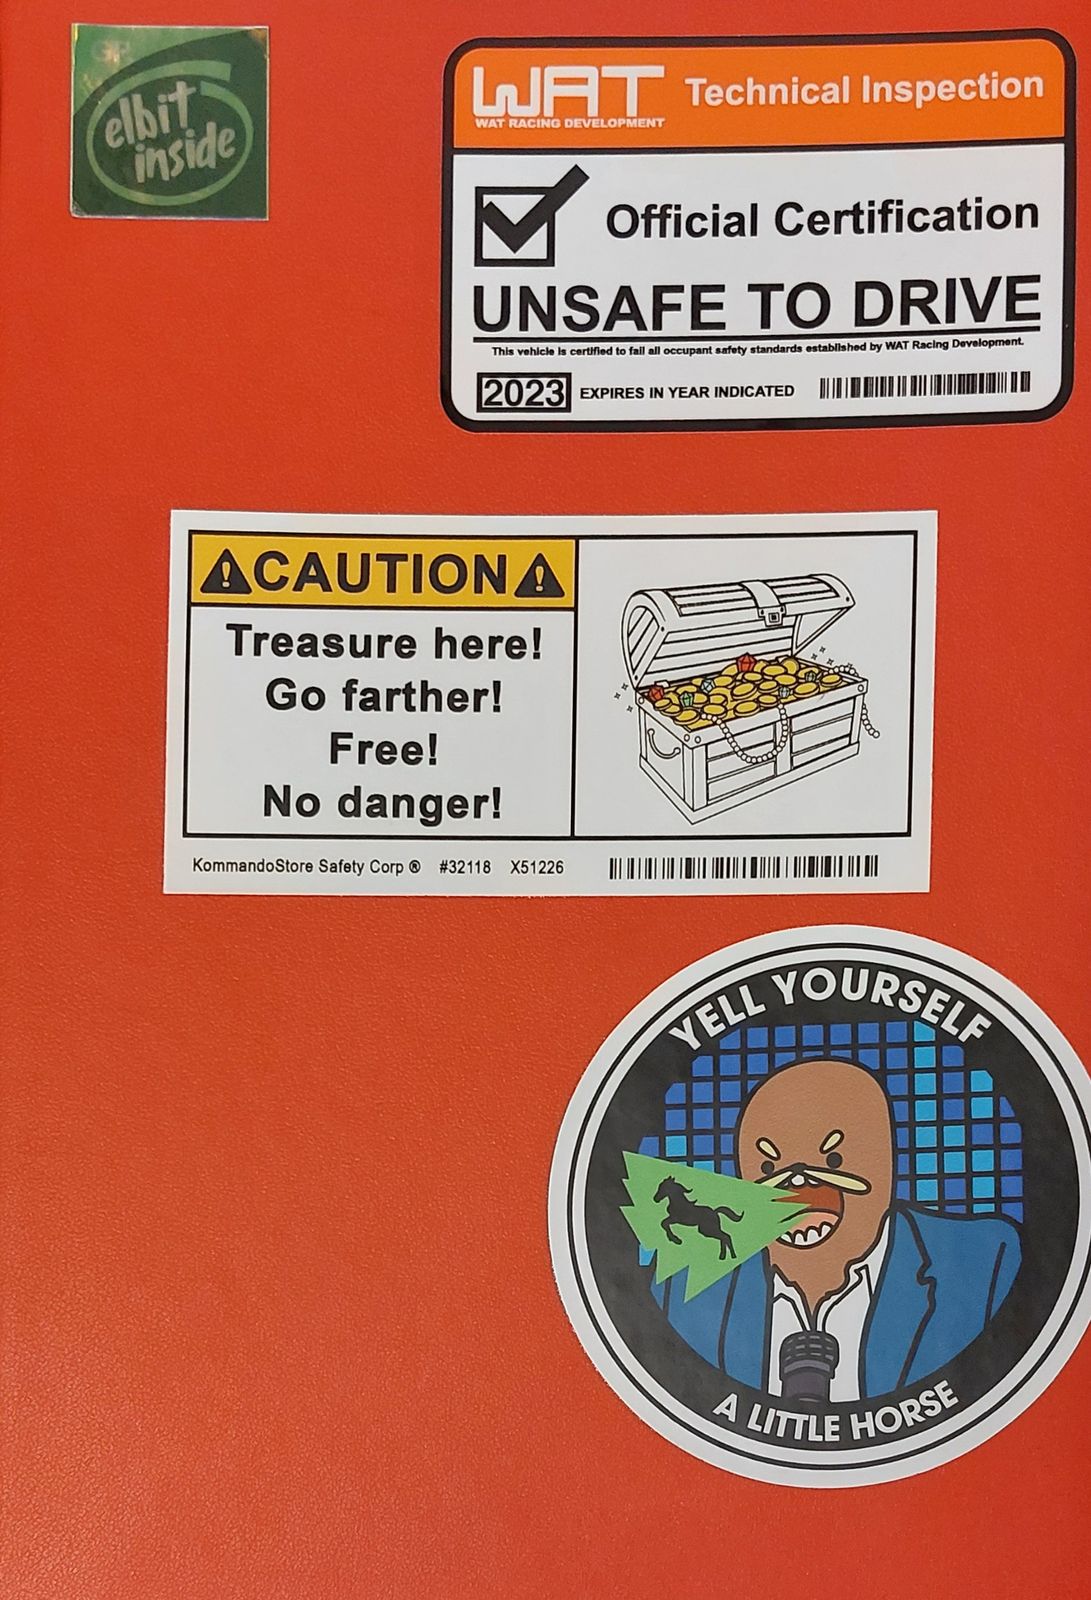 elbit
inside
WAT Technical Inspection
WAT RACING DEVELOPMENT
Official Certification
UNSAFE TO DRIVE
This vehicle is certified to fail all occupant safety standards established by WAT Racing Development.
2023 EXPIRES IN YEAR INDICATED
CAUTION
Treasure here!
Go farther!
Free!
No danger!
KommandoStore Safety Corp ® #32118 X51226
YELL YOURSELF
A LITTLE HORSE